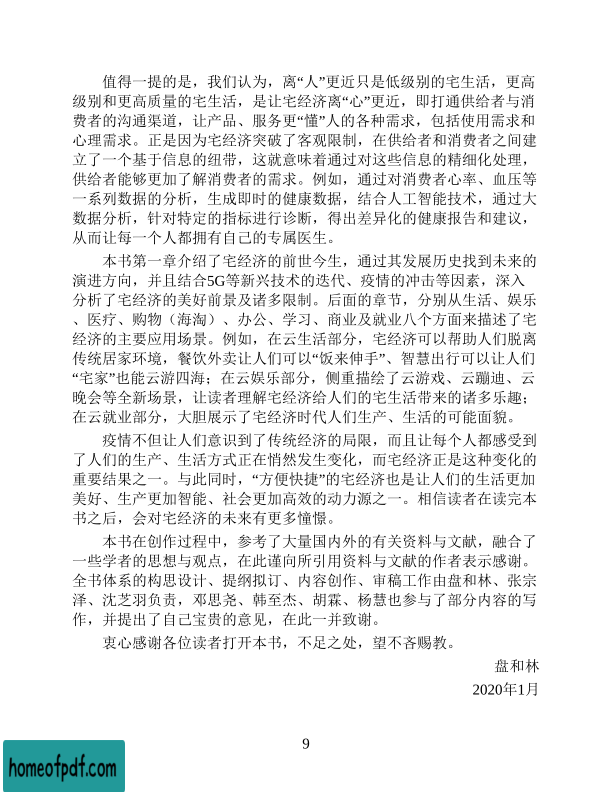 值得一提的是，我们认为，离“人”更近只是低级别的宅生活，更高
级别和更高质量的宅生活，是让宅经济离“心”更近，即打通供给者与消
费者的沟通渠道，让产品、服务更“懂”人的各种需求，包括使用需求和
心理需求。正是因为宅经济突破了客观限制，在供给者和消费者之间建
立了一个基于信息的纽带，这就意味着通过对这些信息的精细化处理，
供给者能够更加了解消费者的需求。例如，通过对消费者心率、血压等
一系列数据的分析，生成即时的健康数据，结合人工智能技术，通过大
数据分析，针对特定的指标进行诊断，得出差异化的健康报告和建议，
从而让每一个人都拥有自己的专属医生。
本书第一章介绍了宅经济的前世今生，通过其发展历史找到未来的
演进方向，并且结合5G等新兴技术的迭代、疫情的冲击等因素，深入
分析了宅经济的美好前景及诸多限制。后面的章节，分别从生活、娱乐
、医疗、购物（海淘）、办公、学习、商业及就业八个方面来描述了宅
经济的主要应用场景。例如，在云生活部分，宅经济可以帮助人们脱离
传统居家环境，餐饮外卖让人们可以“饭来伸手”、智慧出行可以让人们
“宅家”也能云游四海；在云娱乐部分，侧重描绘了云游戏、云蹦迪、云
晚会等全新场景，让读者理解宅经济给人们的宅生活带来的诸多乐趣；
在云就业部分，大胆展示了宅经济时代人们生产、生活的可能面貌。
疫情不但让人们意识到了传统经济的局限，而且让每个人都感受到
了人们的生产、生活方式正在悄然发生变化，而宅经济正是这种变化的
重要结果之一。与此同时，“方便快捷”的宅经济也是让人们的生活更加
美好、生产更加智能、社会更加高效的动力源之一。相信读者在读完本
书之后，会对宅经济的未来有更多憧憬。
本书在创作过程中，参考了大量国内外的有关资料与文献，融合了
一些学者的思想与观点，在此谨向所引用资料与文献的作者表示感谢。
全书体系的构思设计、提纲拟订、内容创作、审稿工作由盘和林、张宗
泽、沈芝羽负责，邓思尧、韩至杰、胡霖、杨慧也参与了部分内容的写
作，并提出了自己宝贵的意见，在此一并致谢。
衷心感谢各位读者打开本书，不足之处，望不吝赐教。
盘和林
2020年1月
9
homeofpdf.com